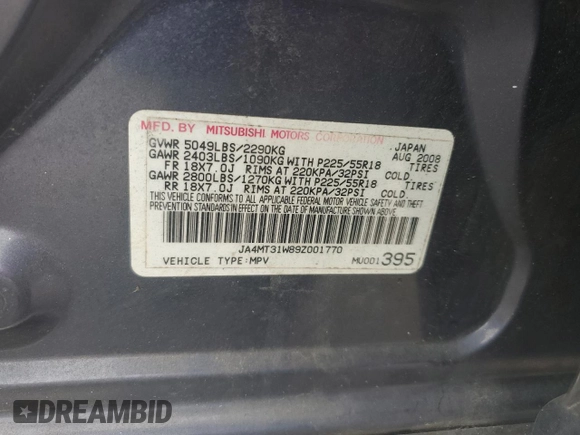 MFD. BY MITSUBISHI MOTORS CORPORATION
JAPAN
GVWR 5049LBS/2290KG
AUG 2008
GAWR 2403LBS/1090KG WITH P225/55R18 TIRES
FR 18X7.0J RIMS AT 220KPA/32PSI COLD.
GAWR 2800LBS/1270KG WITH P225/55R18 TIRES
RR 18X7.0J RIMS AT 220KPA/32PSI COLD.
THIS VEHICLE CONFORMS TO ALL APPLICABLE FEDERAL MOTOR VEHICLE SAFETY AND THEFT
PREVENTION STANDARDS IN EFFECT ON THE DATE OF MANUFACTURE SHOWN ABOVE.
JA4MT31W89Z001770
VEHICLE TYPE:MPV
MU001395
DREAMBID